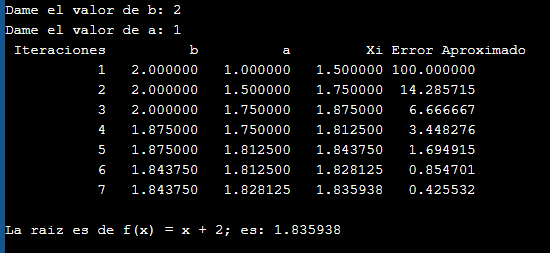 Dame el valor de b: 2
Dame el valor de a: 1
Iteraciones b a Xi Error Aproximado
1 2.000000 1.000000 1.500000 100.000000
2 2.000000 1.500000 1.750000 14.285715
3 2.000000 1.750000 1.875000 6.666667
4 1.875000 1.750000 1.812500 3.448276
5 1.875000 1.812500 1.843750 1.694915
6 1.843750 1.812500 1.828125 0.854701
7 1.843750 1.828125 1.835938 0.425532
La raiz es de f(x) = x + 2; es: 1.835938